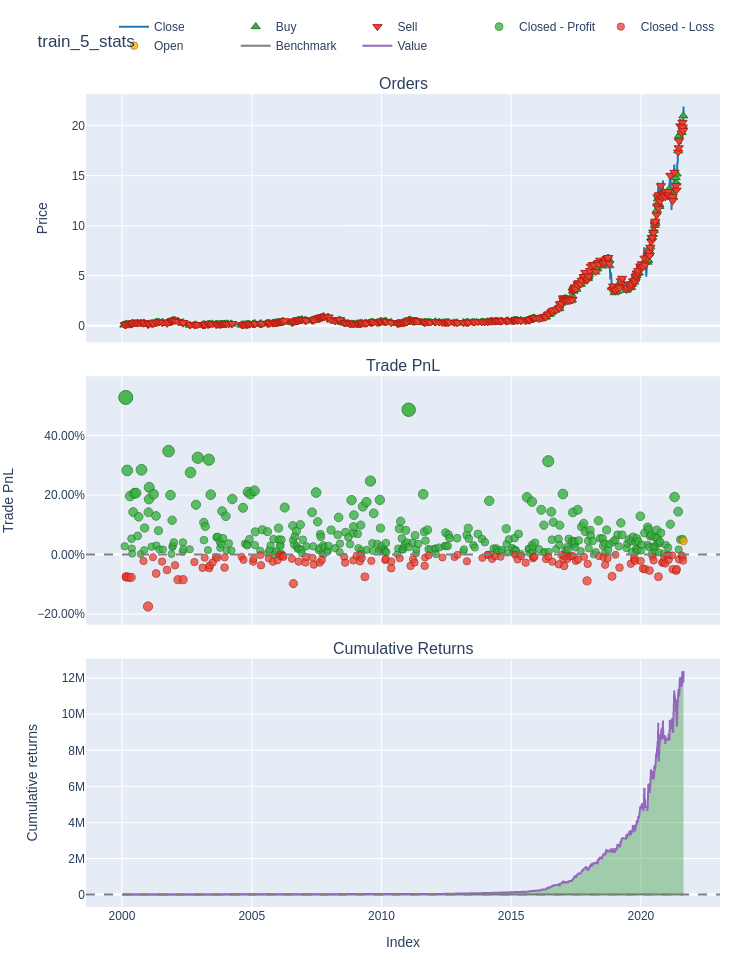 train_5_stats
Close Buy Sell Closed - Profit Closed - Loss
Open Benchmark Value
Orders
20
15
10
5
0
Price
Trade PnL
40.00%
20.00%
0.00%
−20.00%
Trade PnL
Cumulative Returns
12M
10M
8M
6M
4M
2M
0
Cumulative returns
2000 2005 2010 2015 2020
Index